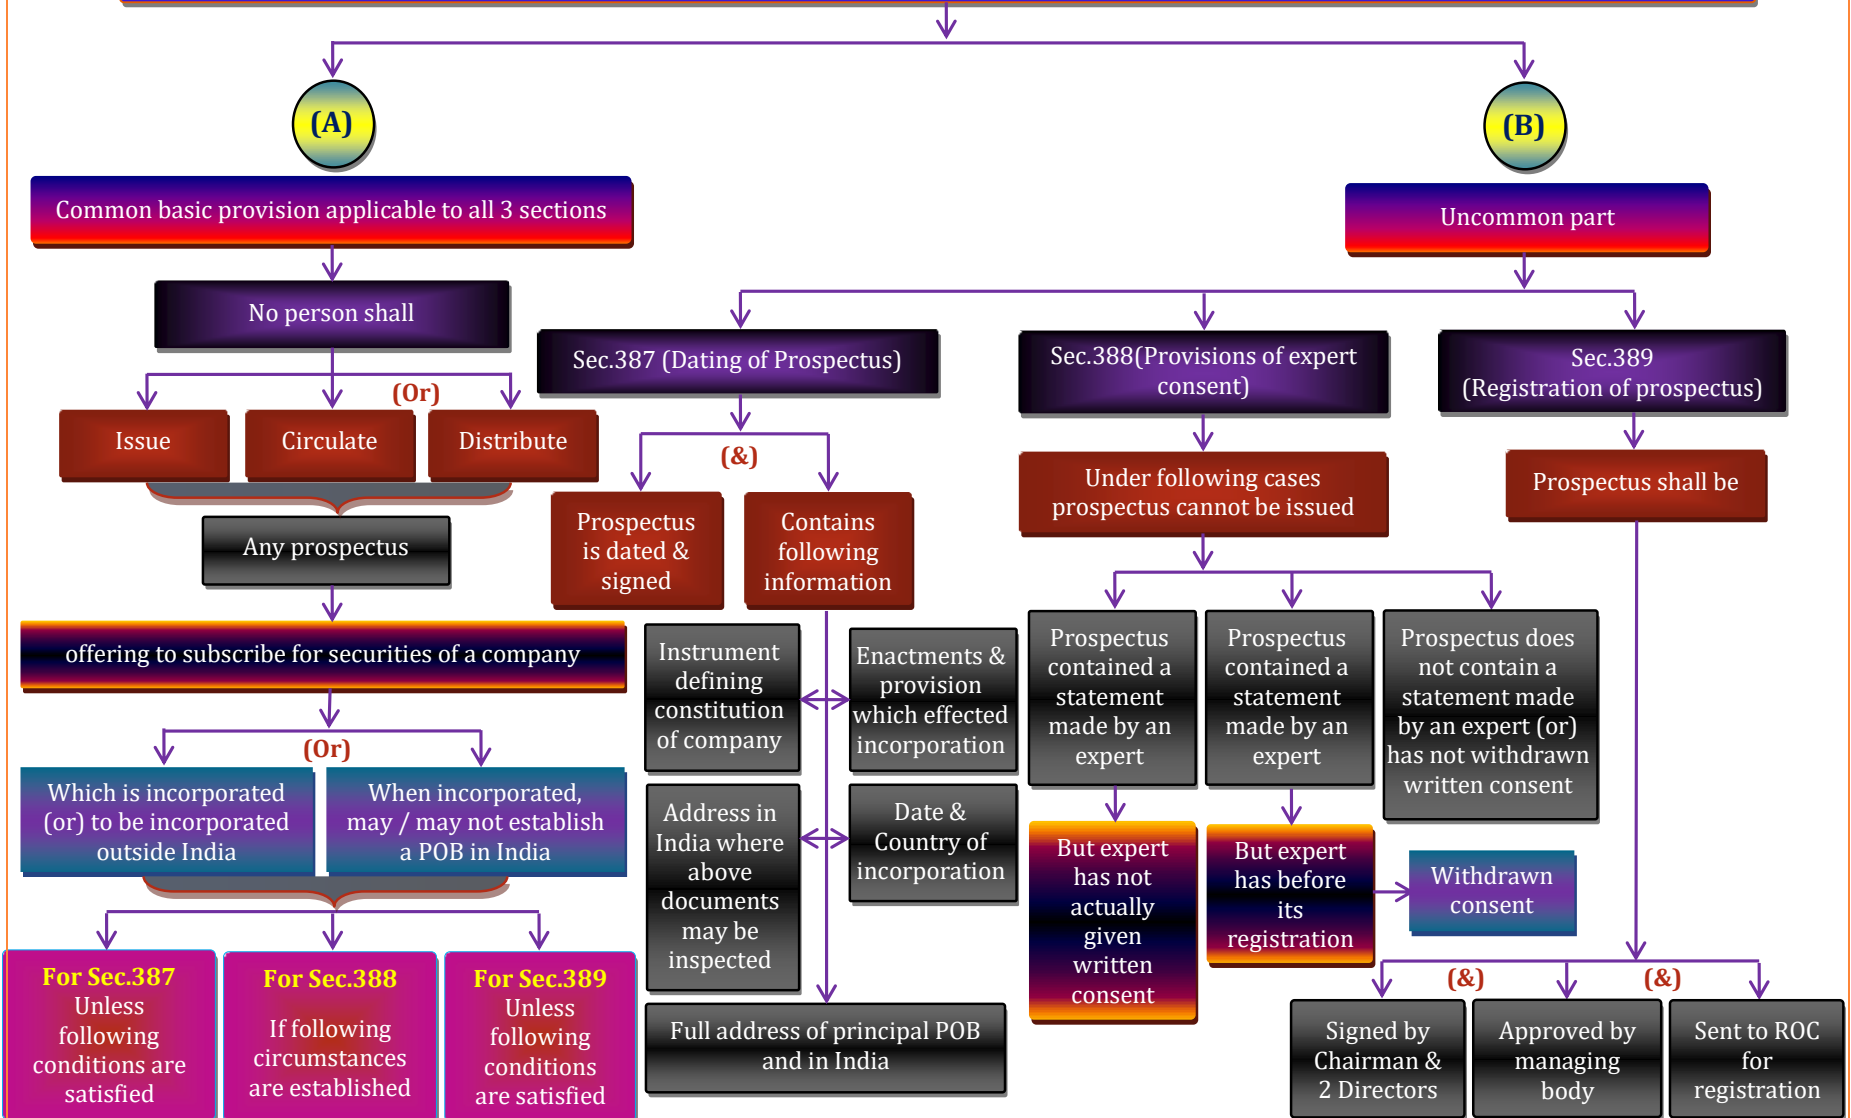 (A)
Common basic provision applicable to all 3 sections
No person shall
(Or)
Issue
Circulate
Distribute
Any prospectus
offering to subscribe for securities of a company
(Or)
Which is incorporated
(or) to be incorporated
outside India
When incorporated,
may / may not establish
a POB in India
For Sec.387
Unless
following
conditions are
satisfied
For Sec.388
If following
circumstances
are established
For Sec.389
Unless
following
conditions
are satisfied
(B)
Uncommon part
Sec.387 (Dating of Prospectus)
(&)
Prospectus
is dated &
signed
Contains
following
information
Instrument
defining
constitution
of company
Enactments &
provision
which effected
incorporation
Address in
India where
above
documents
may be
inspected
Date &
Country of
incorporation
Full address of principal POB
and in India
Sec.388(Provisions of expert
consent)
Under following cases
prospectus cannot be issued
Prospectus
contained a
statement
made by an
expert
But expert
has not
actually
given
written
consent
Prospectus
contained a
statement
made by an
expert
But expert
has before
its
registration
Withdrawn
consent
Prospectus does
not contain a
statement made
by an expert (or)
has not withdrawn
written consent
Sec.389
(Registration of prospectus)
Prospectus shall be
(&)
(&)
Signed by
Chairman &
2 Directors
Approved by
managing
body
Sent to ROC
for
registration